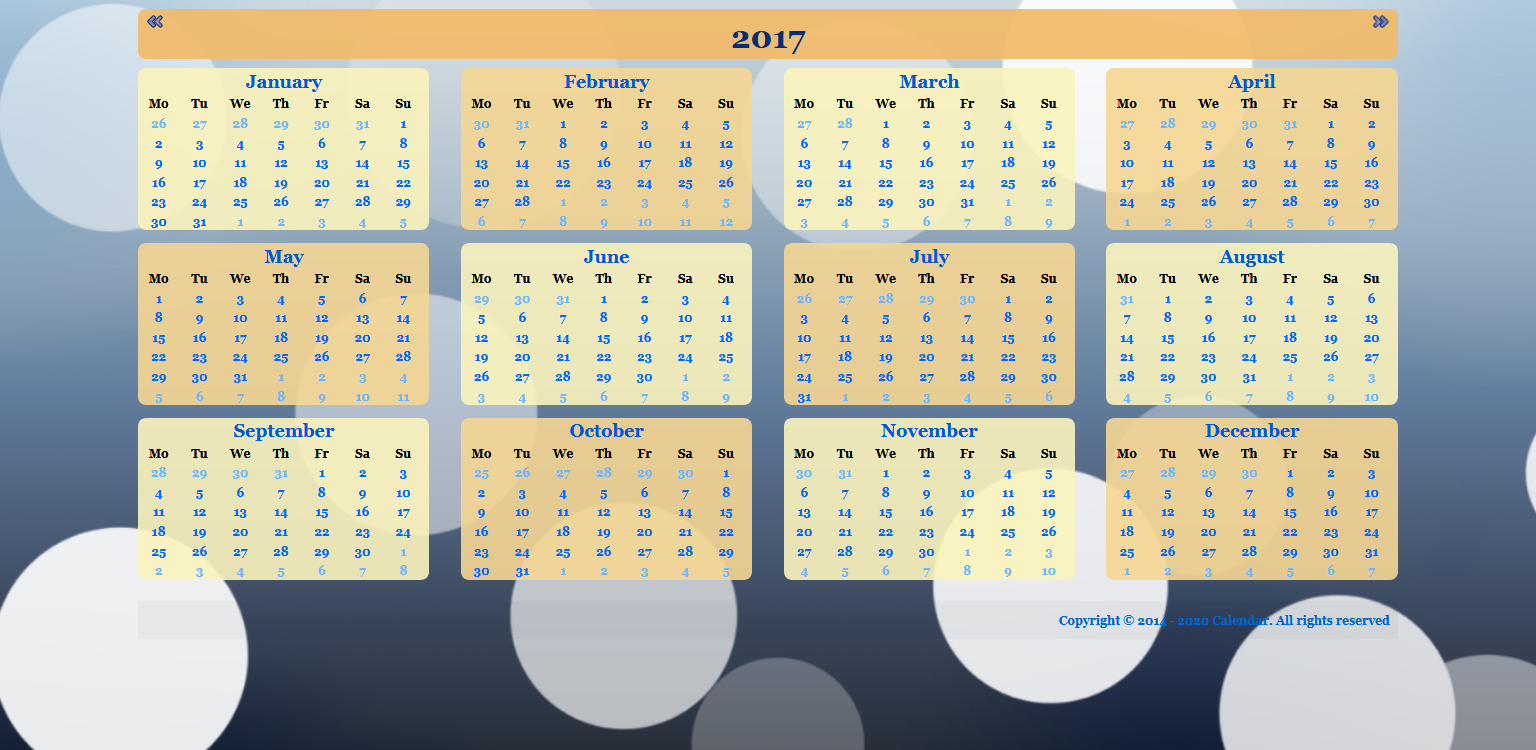 « »
2017
January February March April
Mo Tu We Th Fr Sa Su Mo Tu We Th Fr Sa Su Mo Tu We Th Fr Sa Su Mo Tu We Th Fr Sa Su
26 27 28 29 30 31 1 30 31 1 2 3 4 5 27 28 1 2 3 4 5 27 28 29 30 31 1 2
2 3 4 5 6 7 8 6 7 8 9 10 11 12 6 7 8 9 10 11 12 3 4 5 6 7 8 9
9 10 11 12 13 14 15 13 14 15 16 17 18 19 13 14 15 16 17 18 19 10 11 12 13 14 15 16
16 17 18 19 20 21 22 20 21 22 23 24 25 26 20 21 22 23 24 25 26 17 18 19 20 21 22 23
23 24 25 26 27 28 29 27 28 1 2 3 4 5 27 28 29 30 31 1 2 24 25 26 27 28 29 30
30 31 1 2 3 4 5 6 7 8 9 10 11 12 3 4 5 6 7 8 9 1 2 3 4 5 6 7
May June July August
Mo Tu We Th Fr Sa Su Mo Tu We Th Fr Sa Su Mo Tu We Th Fr Sa Su Mo Tu We Th Fr Sa Su
1 2 3 4 5 6 7 29 30 31 1 2 3 4 26 27 28 29 30 1 2 31 1 2 3 4 5 6
8 9 10 11 12 13 14 5 6 7 8 9 10 11 3 4 5 6 7 8 9 7 8 9 10 11 12 13
15 16 17 18 19 20 21 12 13 14 15 16 17 18 10 11 12 13 14 15 16 14 15 16 17 18 19 20
22 23 24 25 26 27 28 19 20 21 22 23 24 25 17 18 19 20 21 22 23 21 22 23 24 25 26 27
29 30 31 1 2 3 4 26 27 28 29 30 1 2 24 25 26 27 28 29 30 28 29 30 31 1 2 3
5 6 7 8 9 10 11 3 4 5 6 7 8 9 31 1 2 3 4 5 6 4 5 6 7 8 9 10
September October November December
Mo Tu We Th Fr Sa Su Mo Tu We Th Fr Sa Su Mo Tu We Th Fr Sa Su Mo Tu We Th Fr Sa Su
28 29 30 31 1 2 3 25 26 27 28 29 30 1 30 31 1 2 3 4 5 27 28 29 30 1 2 3
4 5 6 7 8 9 10 2 3 4 5 6 7 8 6 7 8 9 10 11 12 4 5 6 7 8 9 10
11 12 13 14 15 16 17 9 10 11 12 13 14 15 13 14 15 16 17 18 19 11 12 13 14 15 16 17
18 19 20 21 22 23 24 16 17 18 19 20 21 22 20 21 22 23 24 25 26 18 19 20 21 22 23 24
25 26 27 28 29 30 1 23 24 25 26 27 28 29 27 28 29 30 1 2 3 25 26 27 28 29 30 31
2 3 4 5 6 7 8 30 31 1 2 3 4 5 4 5 6 7 8 9 10 1 2 3 4 5 6 7
Copyright © 2014 - 2020 Calendar. All rights reserved